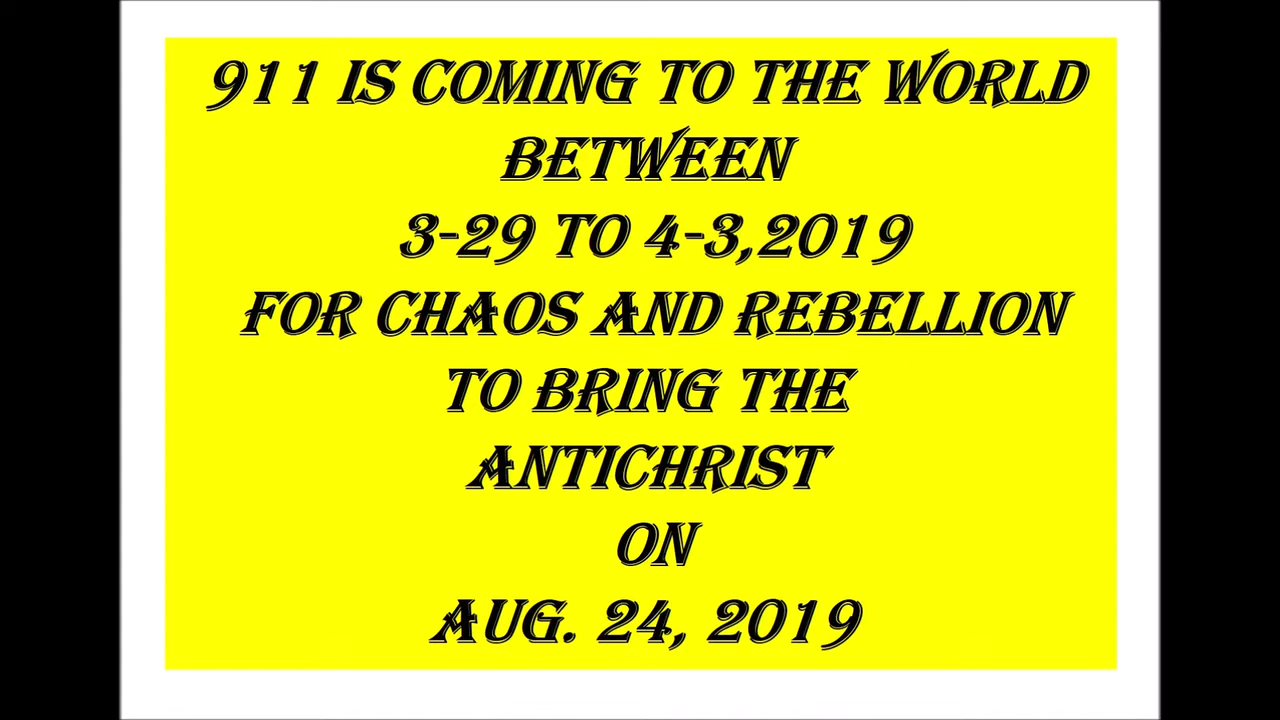 911 IS COMING TO THE WORLD
BETWEEN
3-29 TO 4-3,2019
FOR CHAOS AND REBELLION
TO BRING THE
ANTICHRIST
ON
AUG. 24, 2019